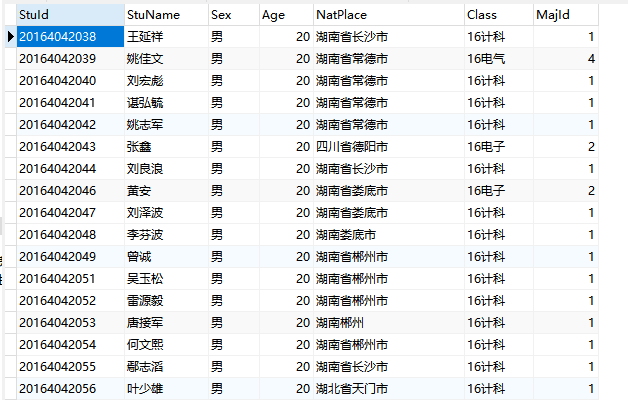 StuId StuName Sex Age NatPlace Class MajId
20164042038 王延祥 男 20 湖南省长沙市 16计科 1
20164042039 姚佳文 男 20 湖南省常德市 16电气 4
20164042040 刘宏彪 男 20 湖南省常德市 16计科 1
20164042041 谌弘毓 男 20 湖南省常德市 16计科 1
20164042042 姚志军 男 20 湖南省常德市 16计科 1
20164042043 张鑫 男 20 四川省德阳市 16电子 2
20164042044 刘良浪 男 20 湖南省长沙市 16计科 1
20164042046 黄安 男 20 湖南省娄底市 16电子 2
20164042047 刘泽波 男 20 湖南省娄底市 16计科 1
20164042048 李芬波 男 20 湖南娄底市 16计科 1
20164042049 曾诚 男 20 湖南省郴州市 16计科 1
20164042051 吴玉松 男 20 湖南省郴州市 16计科 1
20164042052 雷源毅 男 20 湖南省郴州市 16计科 1
20164042053 唐接军 男 20 湖南郴州 16计科 1
20164042054 何文熙 男 20 湖南省郴州市 16计科 1
20164042055 鄢志滔 男 20 湖南省长沙市 16计科 1
20164042056 叶少雄 男 20 湖北省天门市 16计科 1